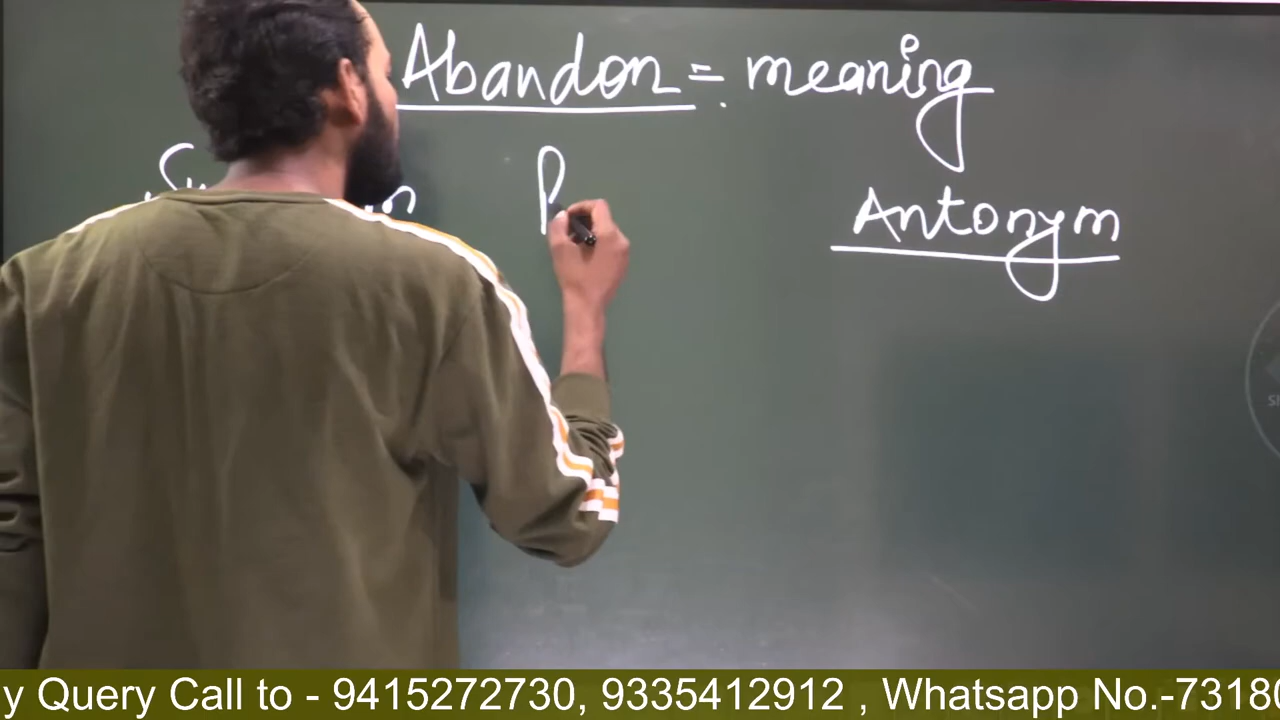 Abandon = meaning
P
Antonym
y Query Call to - 9415272730, 9335412912 , Whatsapp No.-7318